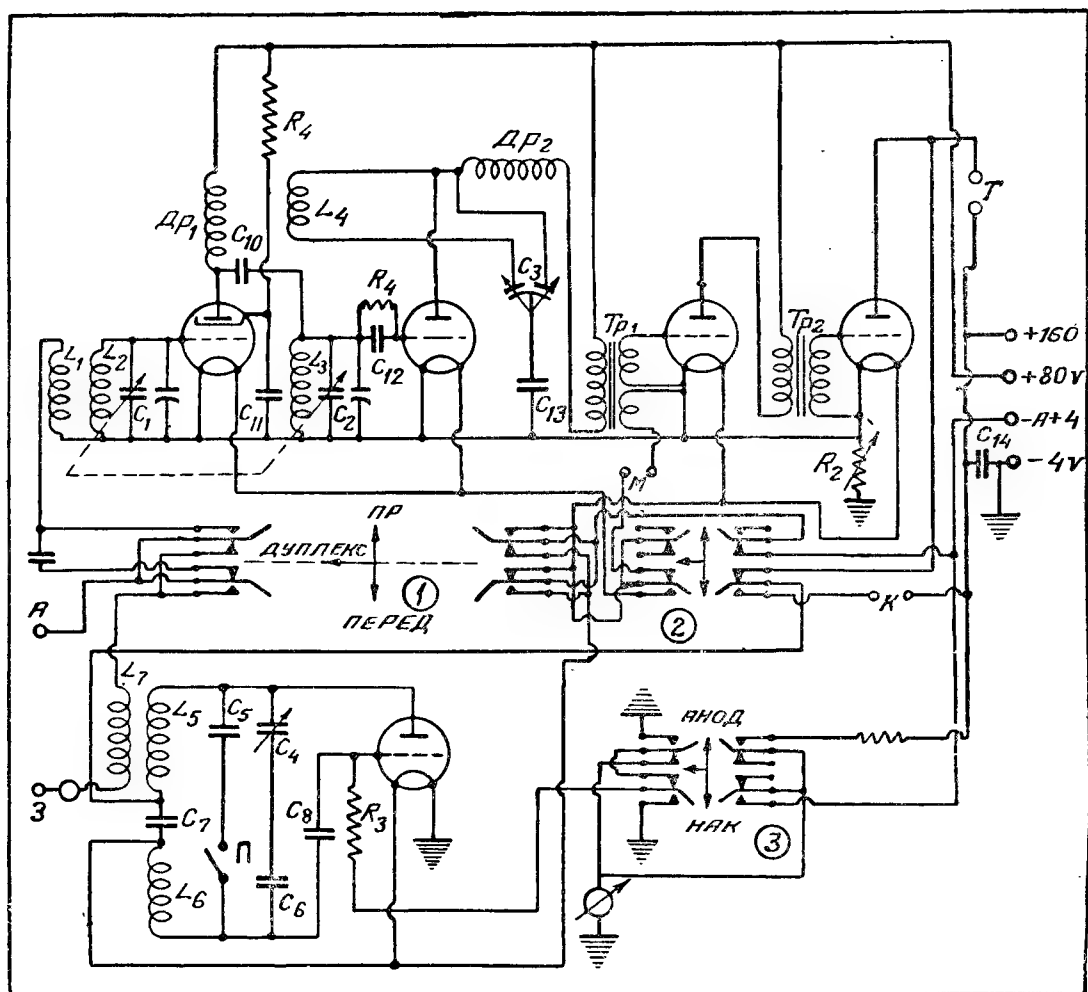 R4
ДР1
C10
L4
ДР2
C3
R4
C12
Тр1
Тр2
Т
+160
+80V
-A+4
C14
-4V
L1
L2
C1
C11
L3
C2
C13
R2
М
ПР
ДУПЛЕКС
ПЕРЕД
1
2
К
А
L7
L5
C5
C4
З
C7
C8
R3
П
L6
C6
АНОД
НАК
3